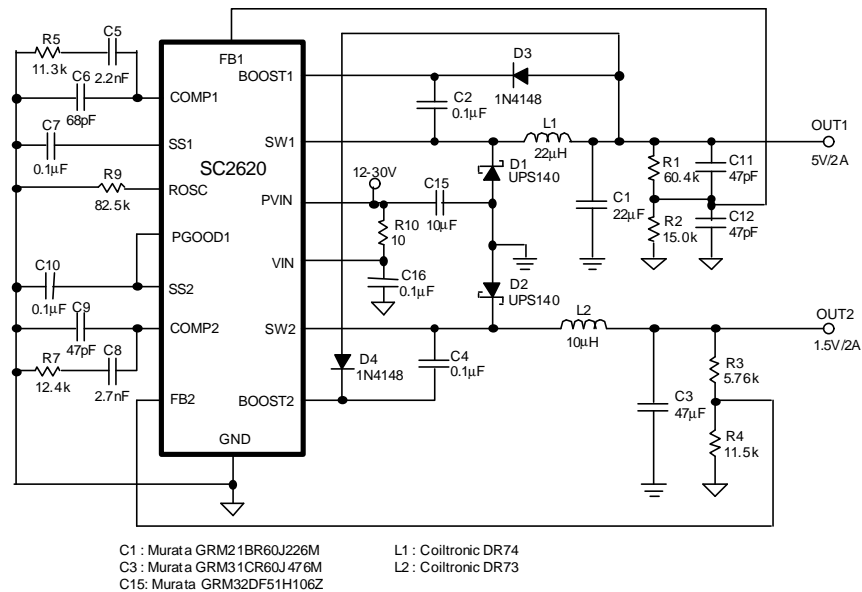 R5
11.3k
C5
2.2nF
C6
68pF
C7
0.1µF
R9
82.5k
C10
0.1µF
C9
47pF
R7
12.4k
C8
2.7nF
FB1
BOOST1
COMP1
SW1
SS1
SC2620
ROSC
PVIN
PGOOD1
VIN
SS2
COMP2
SW2
FB2
BOOST2
GND
D3
1N4148
C2
0.1µF
L1
22µH
OUT1
5V/2A
12-30V
C15
10µF
D1
UPS140
R10
10
C16
0.1µF
C1
22µF
R1
60.4k
C11
47pF
R2
15.0k
C12
47pF
D2
UPS140
L2
10µH
OUT2
1.5V/2A
D4
1N4148
C4
0.1µF
C3
47µF
R3
5.76k
R4
11.5k
C1 : Murata GRM21BR60J226M
L1 : Coiltronic DR74
C3 : Murata GRM31CR60J476M
L2 : Coiltronic DR73
C15: Murata GRM32DF51H106Z